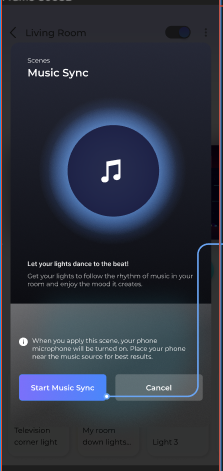 Living Room
Scenes
Music Sync
Let your lights dance to the beat!
Get your lights to follow the rhythm of music in your
room and enjoy the mood it creates.
When you apply this scene, your phone
microphone will be turned on. Place your phone
near the music source for best results.
Start Music Sync
Cancel
Television
corner light
My room
down lights...
Light 3